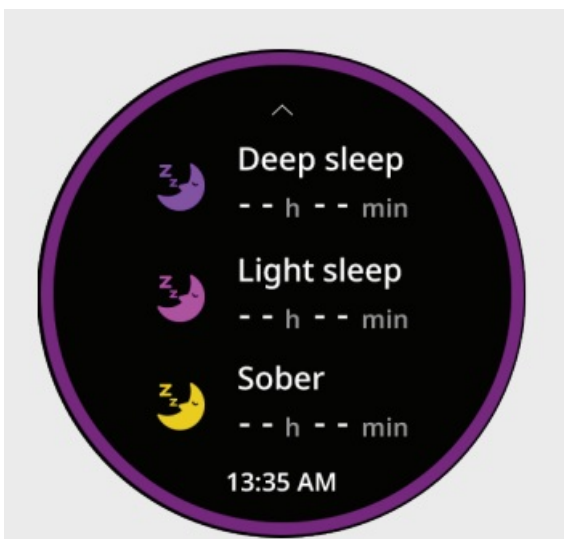 Deep sleep
-- h -- min
Light sleep
-- h -- min
Sober
-- h -- min
13:35 AM